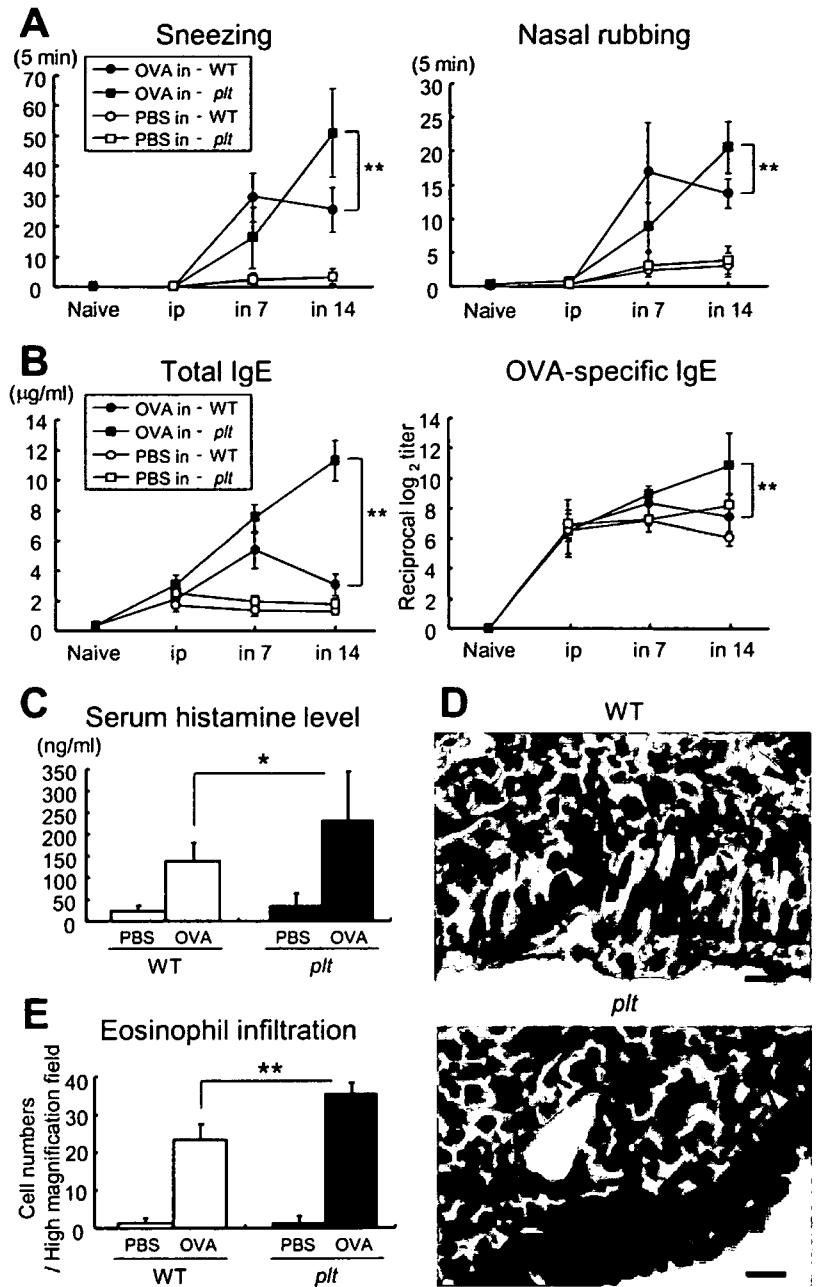 A
Sneezing
(5 min)
70
60
50
40
30
20
10
0
OVA in - WT
OVA in - plt
PBS in - WT
PBS in - plt
**
Naive ip in 7 in 14
Nasal rubbing
(5 min)
30
25
20
15
10
5
0
**
Naive ip in 7 in 14
B
Total IgE
(μg/ml)
14
12
10
8
6
4
2
0
OVA in - WT
OVA in - plt
PBS in - WT
PBS in - plt
**
Naive ip in 7 in 14
OVA-specific IgE
Reciprocal log2 titer
14
12
10
8
6
4
2
0
**
Naive ip in 7 in 14
C
Serum histamine level
(ng/ml)
350
300
250
200
150
100
50
0
*
PBS OVA PBS OVA
WT plt
D
WT
plt
E
Eosinophil infiltration
Cell numbers
/ High magnification field
40
30
20
10
0
**
PBS OVA PBS OVA
WT plt